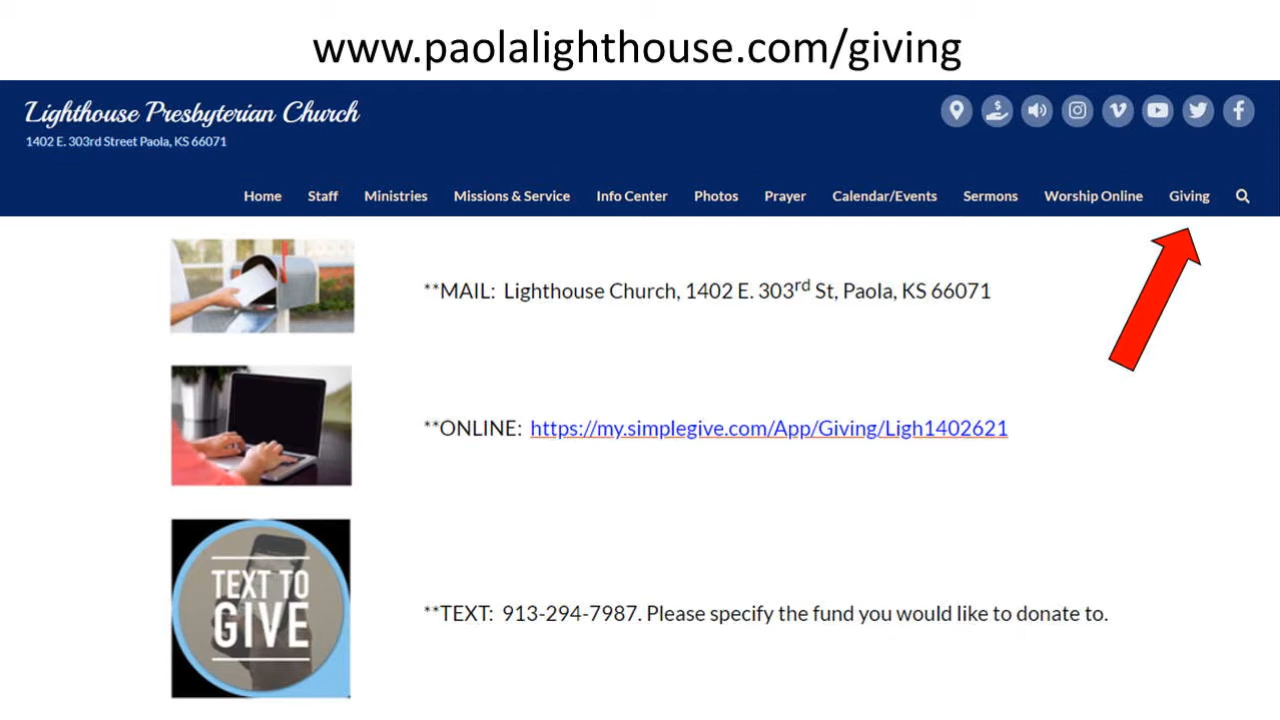 www.paolalighthouse.com/giving
Lighthouse Presbyterian Church
1402 E. 303rd Street Paola, KS 66071
Home Staff Ministries Missions & Service Info Center Photos Prayer Calendar/Events Sermons Worship Online Giving
**MAIL: Lighthouse Church, 1402 E. 303rd St, Paola, KS 66071
**ONLINE: https://my.simplegive.com/App/Giving/Ligh1402621
TEXT TO
GIVE
**TEXT: 913-294-7987. Please specify the fund you would like to donate to.